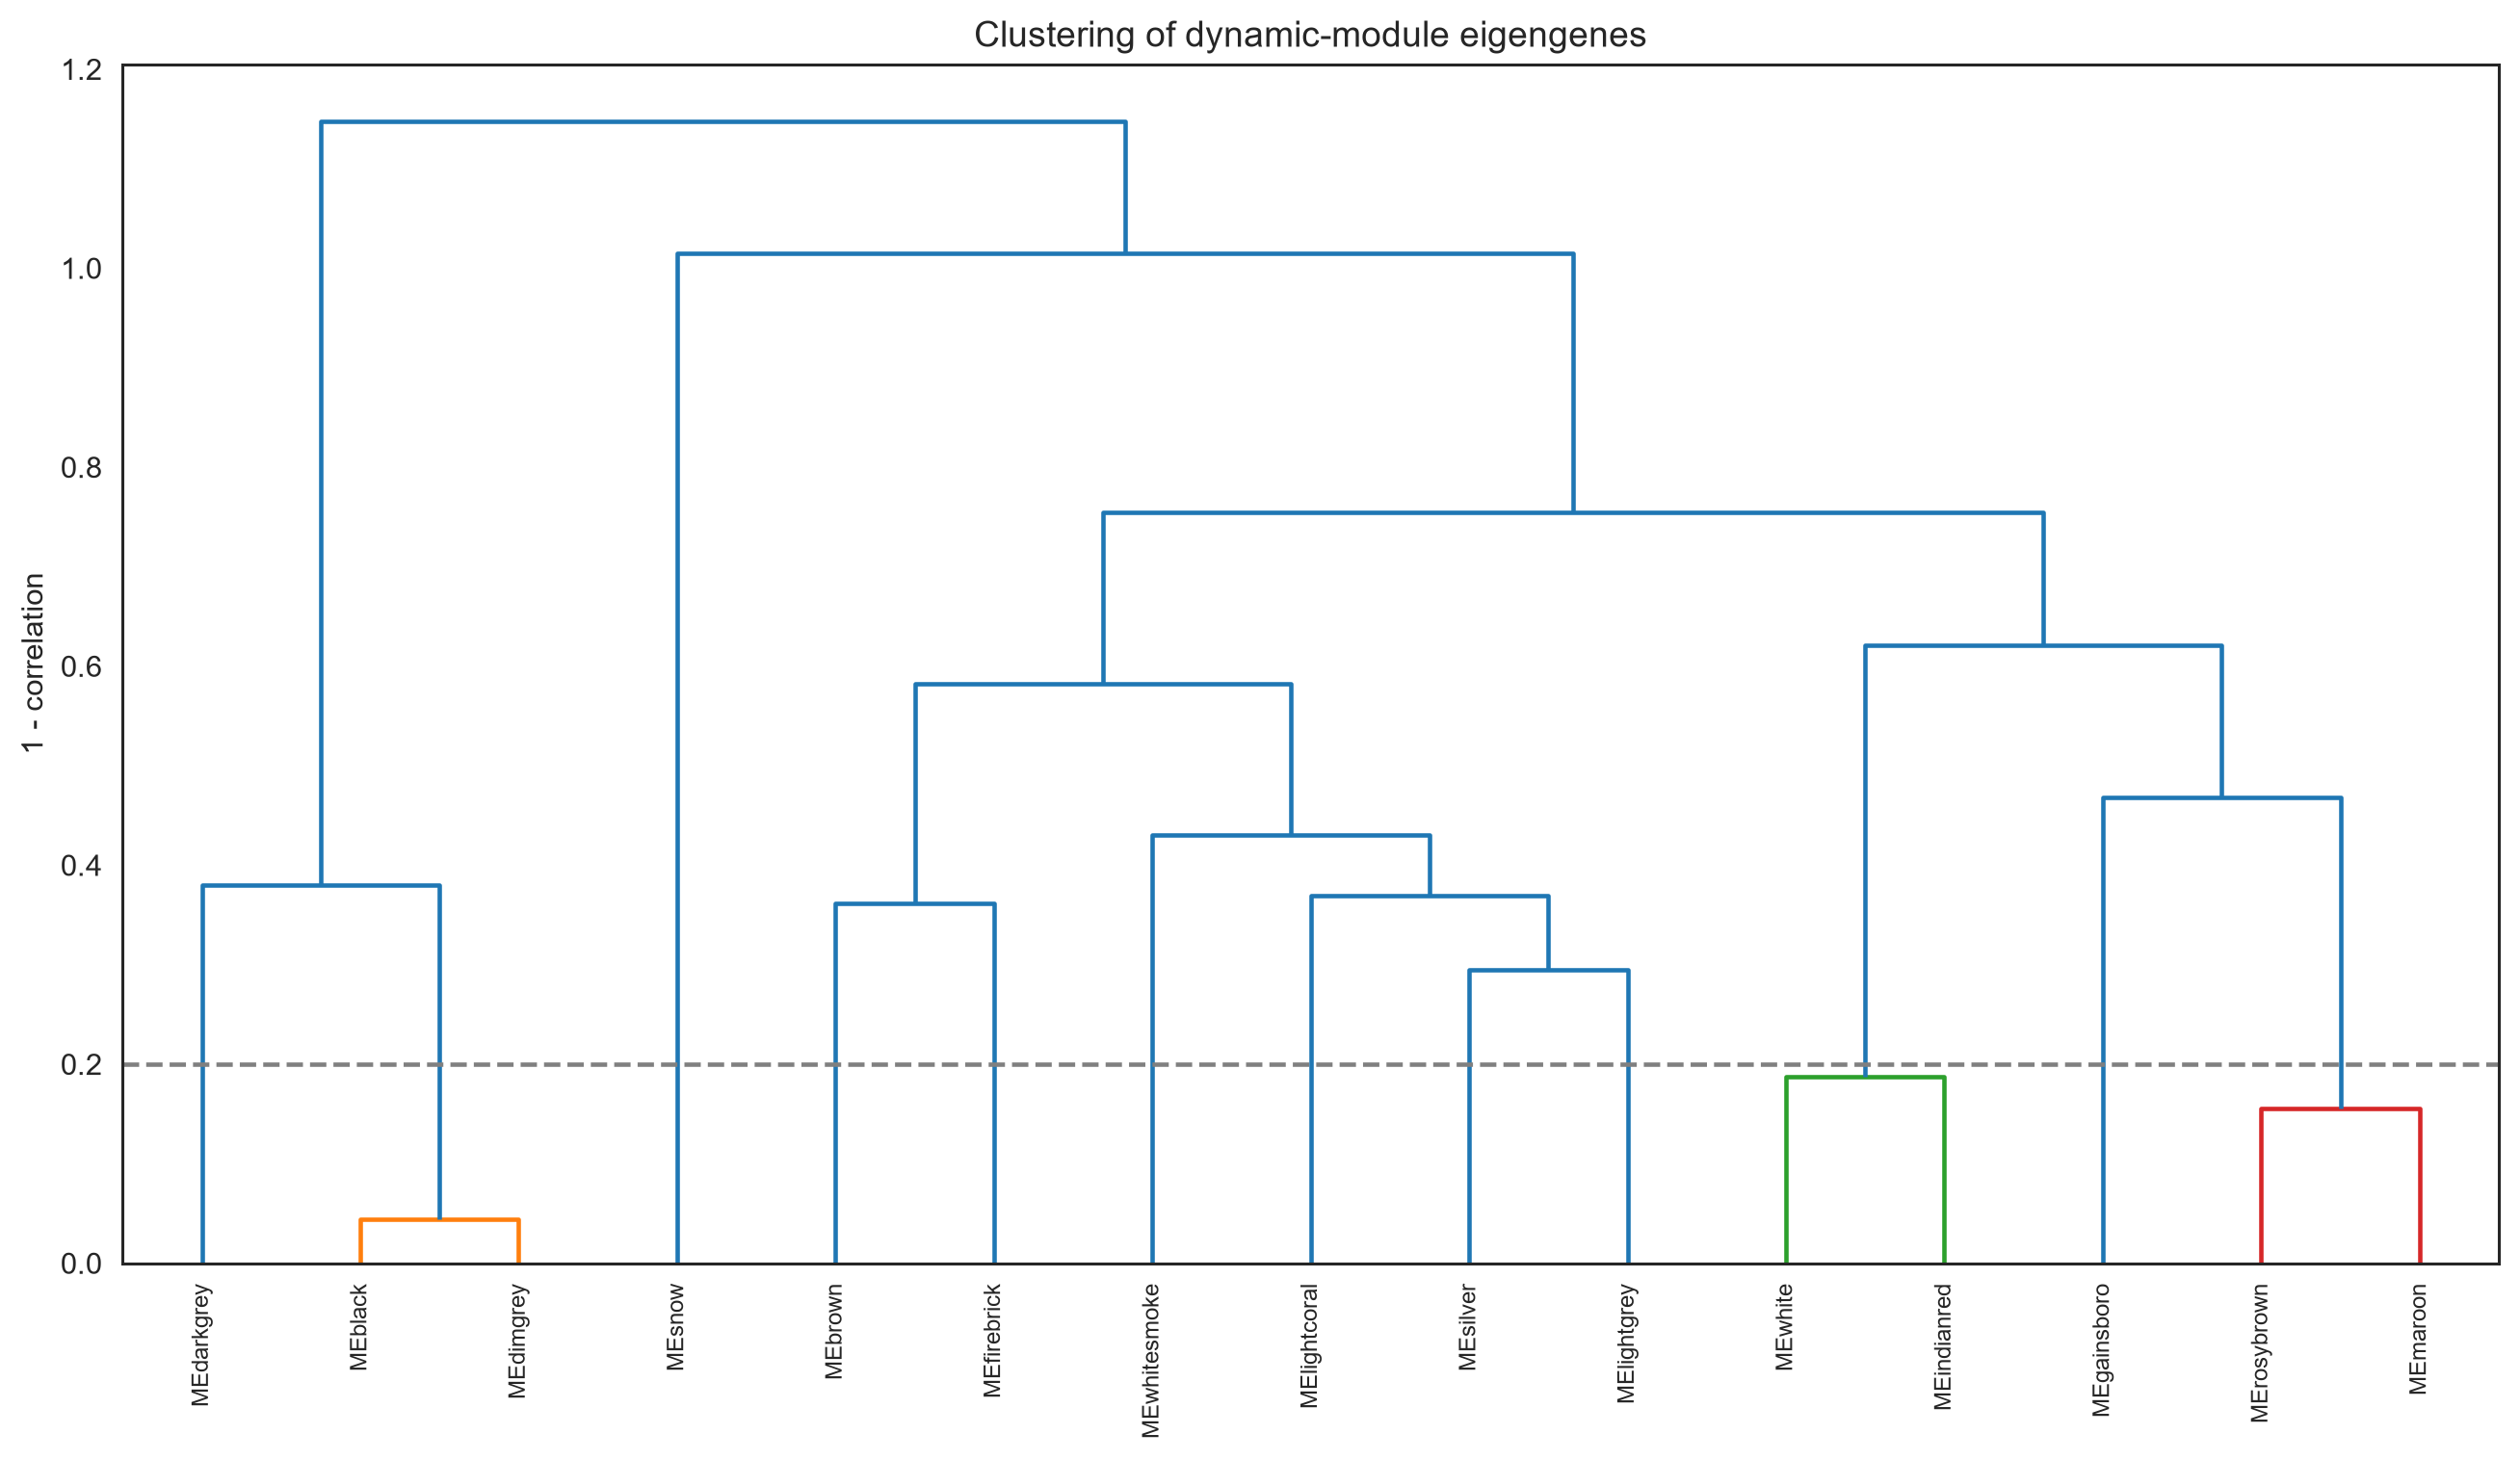 Clustering of dynamic-module eigengenes
1.2
1.0
0.8
0.6
0.4
0.2
0.0
1 - correlation
MEdarkgrey
MEblack
MEdimgrey
MEsnow
MEbrown
MEfirebrick
MEwhitesmoke
MElightcoral
MEsilver
MElightgrey
MEwhite
MEindianred
MEgainsboro
MErosybrown
MEmaroon